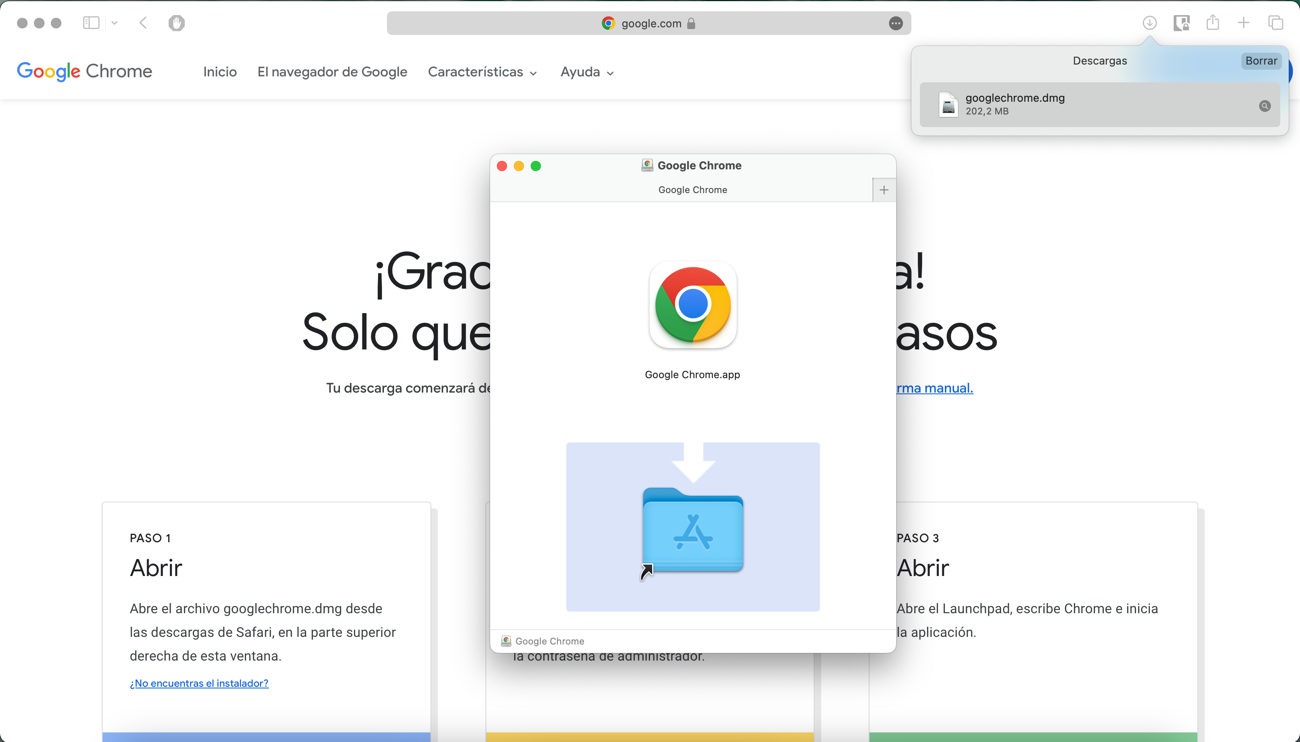 google.com
Descargas
Borrar
googlechrome.dmg
202,2 MB
Google Chrome
Inicio
El navegador de Google
Características
Ayuda
Google Chrome
Google Chrome
Google Chrome.app
Google Chrome
¡Grac
a!
Solo que
asos
Tu descarga comenzará de
rma manual.
PASO 1
Abrir
Abre el archivo googlechrome.dmg desde
las descargas de Safari, en la parte superior
derecha de esta ventana.
¿No encuentras el instalador?
la contraseña de administrador.
PASO 3
Abrir
Abre el Launchpad, escribe Chrome e inicia
la aplicación.